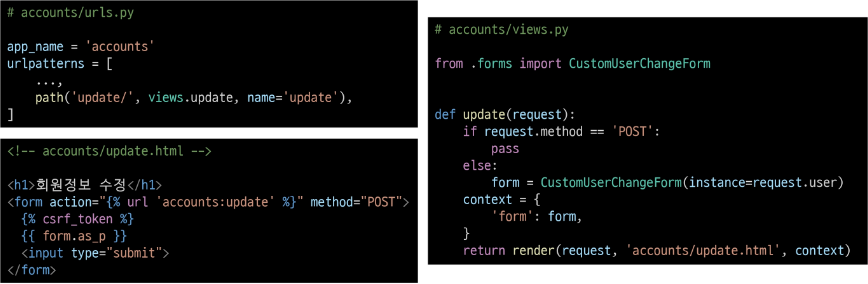 # accounts/urls.py

app_name = 'accounts'
urlpatterns = [
    ...,
    path('update/', views.update, name='update'),
]

<!-- accounts/update.html -->

<h1>회원정보 수정</h1>
<form action="{% url 'accounts:update' %}" method="POST">
  {% csrf_token %}
  {{ form.as_p }}
  <input type="submit">
</form>

# accounts/views.py

from .forms import CustomUserChangeForm


def update(request):
    if request.method == 'POST':
        pass
    else:
        form = CustomUserChangeForm(instance=request.user)
    context = {
        'form': form,
    }
    return render(request, 'accounts/update.html', context)